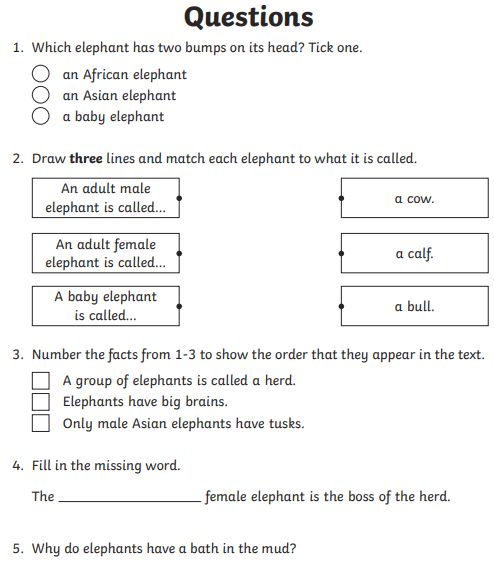 Questions
1. Which elephant has two bumps on its head? Tick one.
an African elephant
an Asian elephant
a baby elephant
2. Draw three lines and match each elephant to what it is called.
An adult male
elephant is called...
a cow.
An adult female
elephant is called...
a calf.
A baby elephant
is called...
a bull.
3. Number the facts from 1-3 to show the order that they appear in the text.
A group of elephants is called a herd.
Elephants have big brains.
Only male Asian elephants have tusks.
4. Fill in the missing word.
The ____________________ female elephant is the boss of the herd.
5. Why do elephants have a bath in the mud?